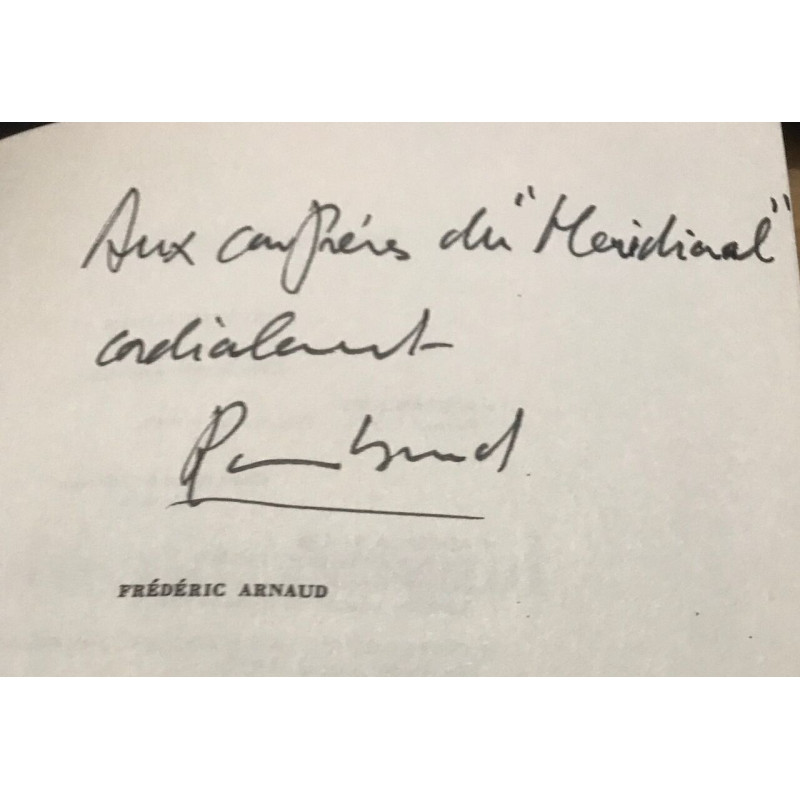 Aux confrères du "Meridional"
cordialement
FRÉDÉRIC ARNAUD